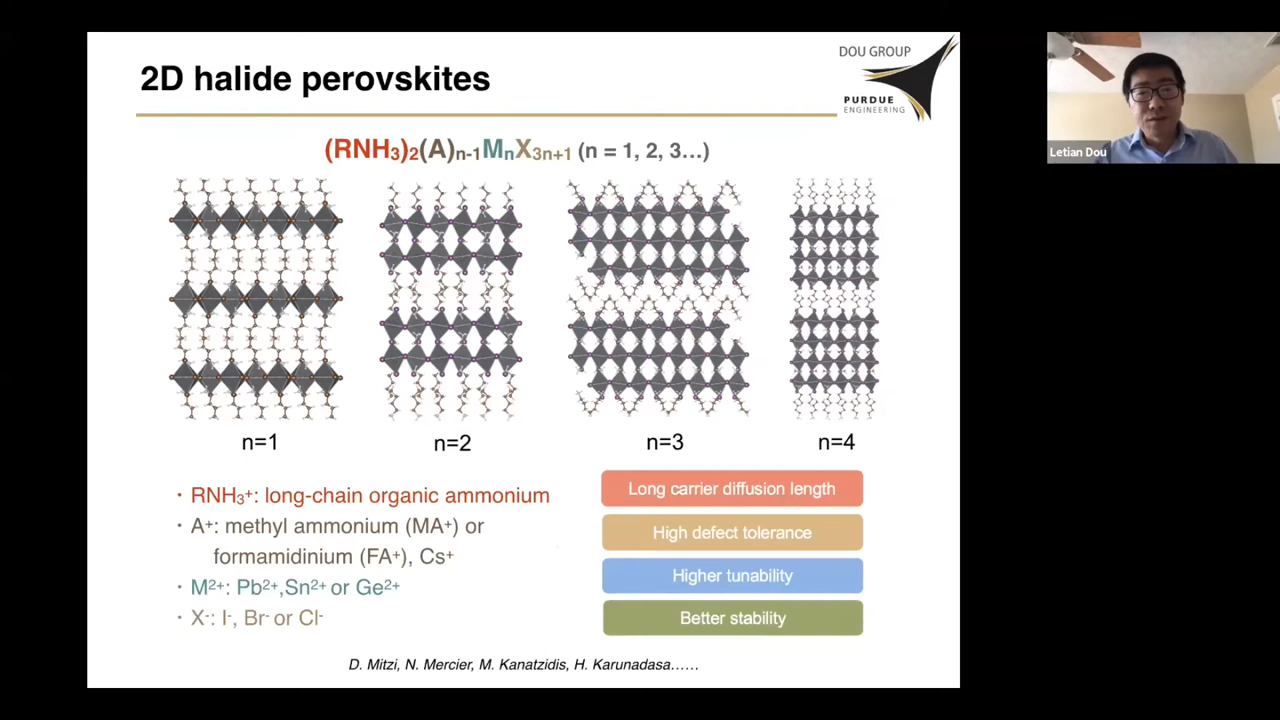 2D halide perovskites
DOU GROUP
PURDUE
ENGINEERING
Letian Dou
(RNH₃)₂(A)ₙ₋₁MₙX₃ₙ₊₁ (n = 1, 2, 3…)
n=1
n=2
n=3
n=4
· RNH₃⁺: long-chain organic ammonium
· A⁺: methyl ammonium (MA⁺) or
formamidinium (FA⁺), Cs⁺
· M²⁺: Pb²⁺,Sn²⁺ or Ge²⁺
· X⁻: I⁻, Br⁻ or Cl⁻
Long carrier diffusion length
High defect tolerance
Higher tunability
Better stability
D. Mitzi, N. Mercier, M. Kanatzidis, H. Karunadasa……